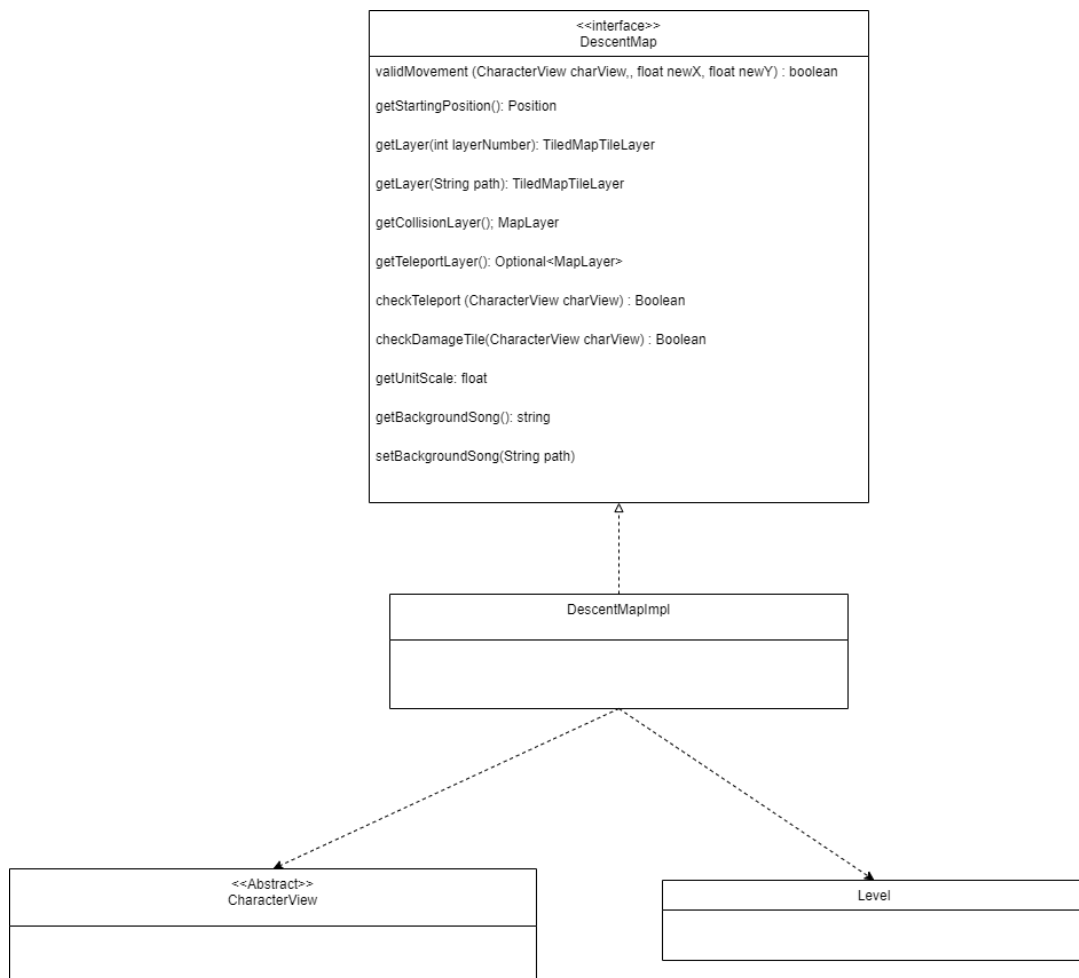 <<interface>>
DescentMap
validMovement (CharacterView charView,, float newX, float newY) : boolean
getStartingPosition(): Position
getLayer(int layerNumber): TiledMapTileLayer
getLayer(String path): TiledMapTileLayer
getCollisionLayer(); MapLayer
getTeleportLayer(): Optional<MapLayer>
checkTeleport (CharacterView charView) : Boolean
checkDamageTile(CharacterView charView) : Boolean
getUnitScale: float
getBackgroundSong(): string
setBackgroundSong(String path)
DescentMapImpl
<<Abstract>>
CharacterView
Level